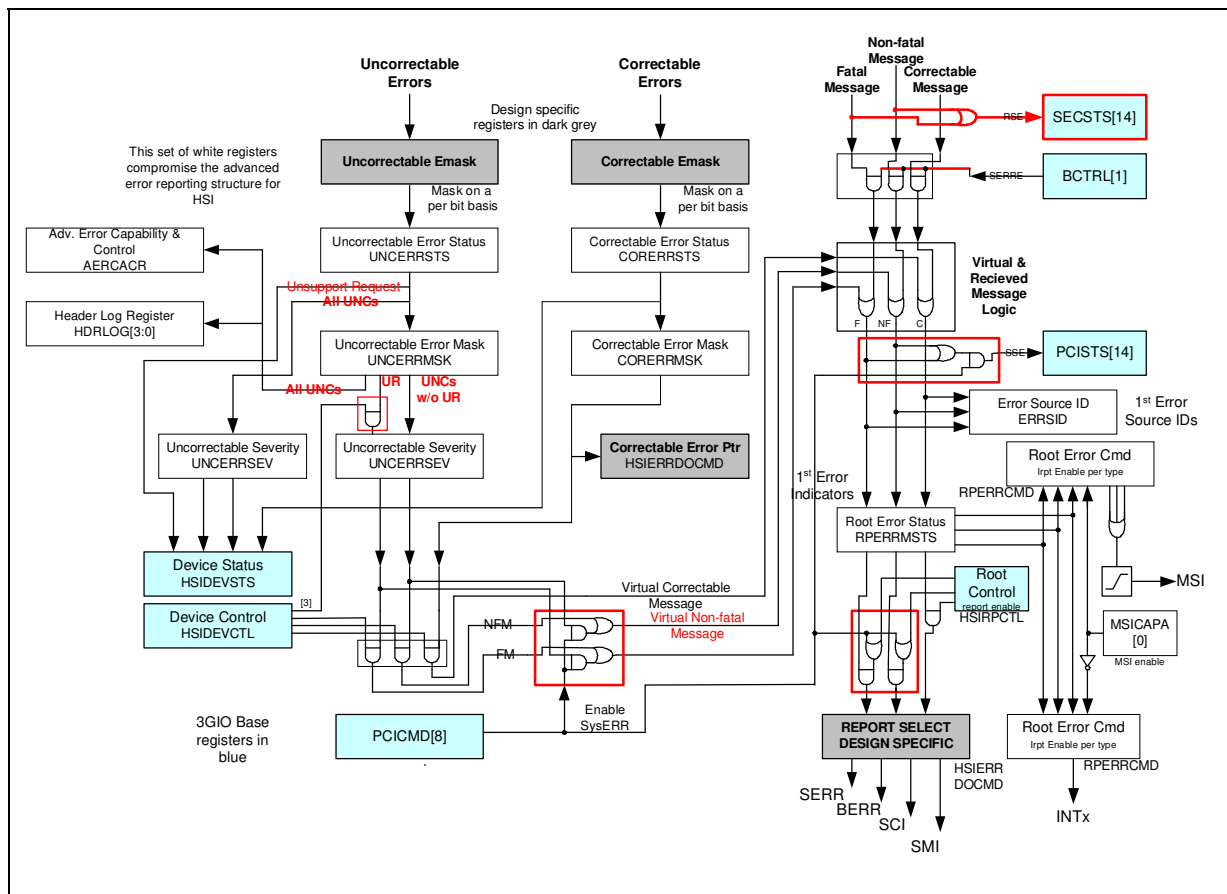 Uncorrectable
Errors
Correctable
Errors
Non-fatal
Message
Fatal
Message
Correctable
Message
Design specific
registers in dark grey
RSE
SECSTS[14]
This set of white registers
compromise the advanced
error reporting structure for
HSI
Uncorrectable Emask
Correctable Emask
SERRE
BCTRL[1]
Mask on a
per bit basis
Mask on a
per bit basis
Adv. Error Capability &
Control
AERCACR
Uncorrectable Error Status
UNCERRSTS
Correctable Error Status
CORERRSTS
Virtual &
Recieved
Message
Logic
Unsupport Request
All UNCs
Header Log Register
HDRLOG[3:0]
F
NF
C
Uncorrectable Error Mask
UNCERRMSK
Correctable Error Mask
CORERRMSK
SSE
PCISTS[14]
All UNCs
UR
UNCs
w/o UR
Error Source ID
ERRSID
1st Error
Source IDs
Uncorrectable Severity
UNCERRSEV
Uncorrectable Severity
UNCERRSEV
Correctable Error Ptr
HSIERRDOCMD
1st Error
Indicators
Root Error Cmd
Irpt Enable per type
RPERRCMD
Root Error Status
RPERRMSTS
Device Status
HSIDEVSTS
MSI
Root
Control
report enable
HSIRPCTL
Device Control
HSIDEVCTL
[3]
Virtual Correctable
Message
NFM
Virtual Non-fatal
Message
MSICAPA
[0]
MSI enable
FM
3GIO Base
registers in
blue
PCICMD[8]
.
Enable
SysERR
REPORT SELECT
DESIGN SPECIFIC
Root Error Cmd
Irpt Enable per type
RPERRCMD
HSIERR
DOCMD
SERR
BERR
SCI
SMI
INTx